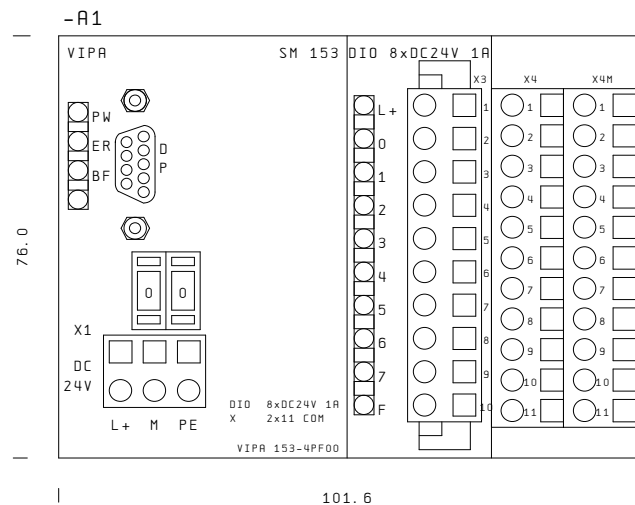 -A1
VIPA SM 153 DIO 8xDC24V 1A
X3 X4 X4M
PW
ER
BF
D
P
L+
0
1
2
3
4
5
6
7
F
1
2
3
4
5
6
7
8
9
10
1
2
3
4
5
6
7
8
9
10
11
1
2
3
4
5
6
7
8
9
10
11
76.0
0 0
X1
DC
24V
L+ M PE
DIO 8xDC24V 1A
X 2x11 COM
VIPA 153-4PF00
101.6